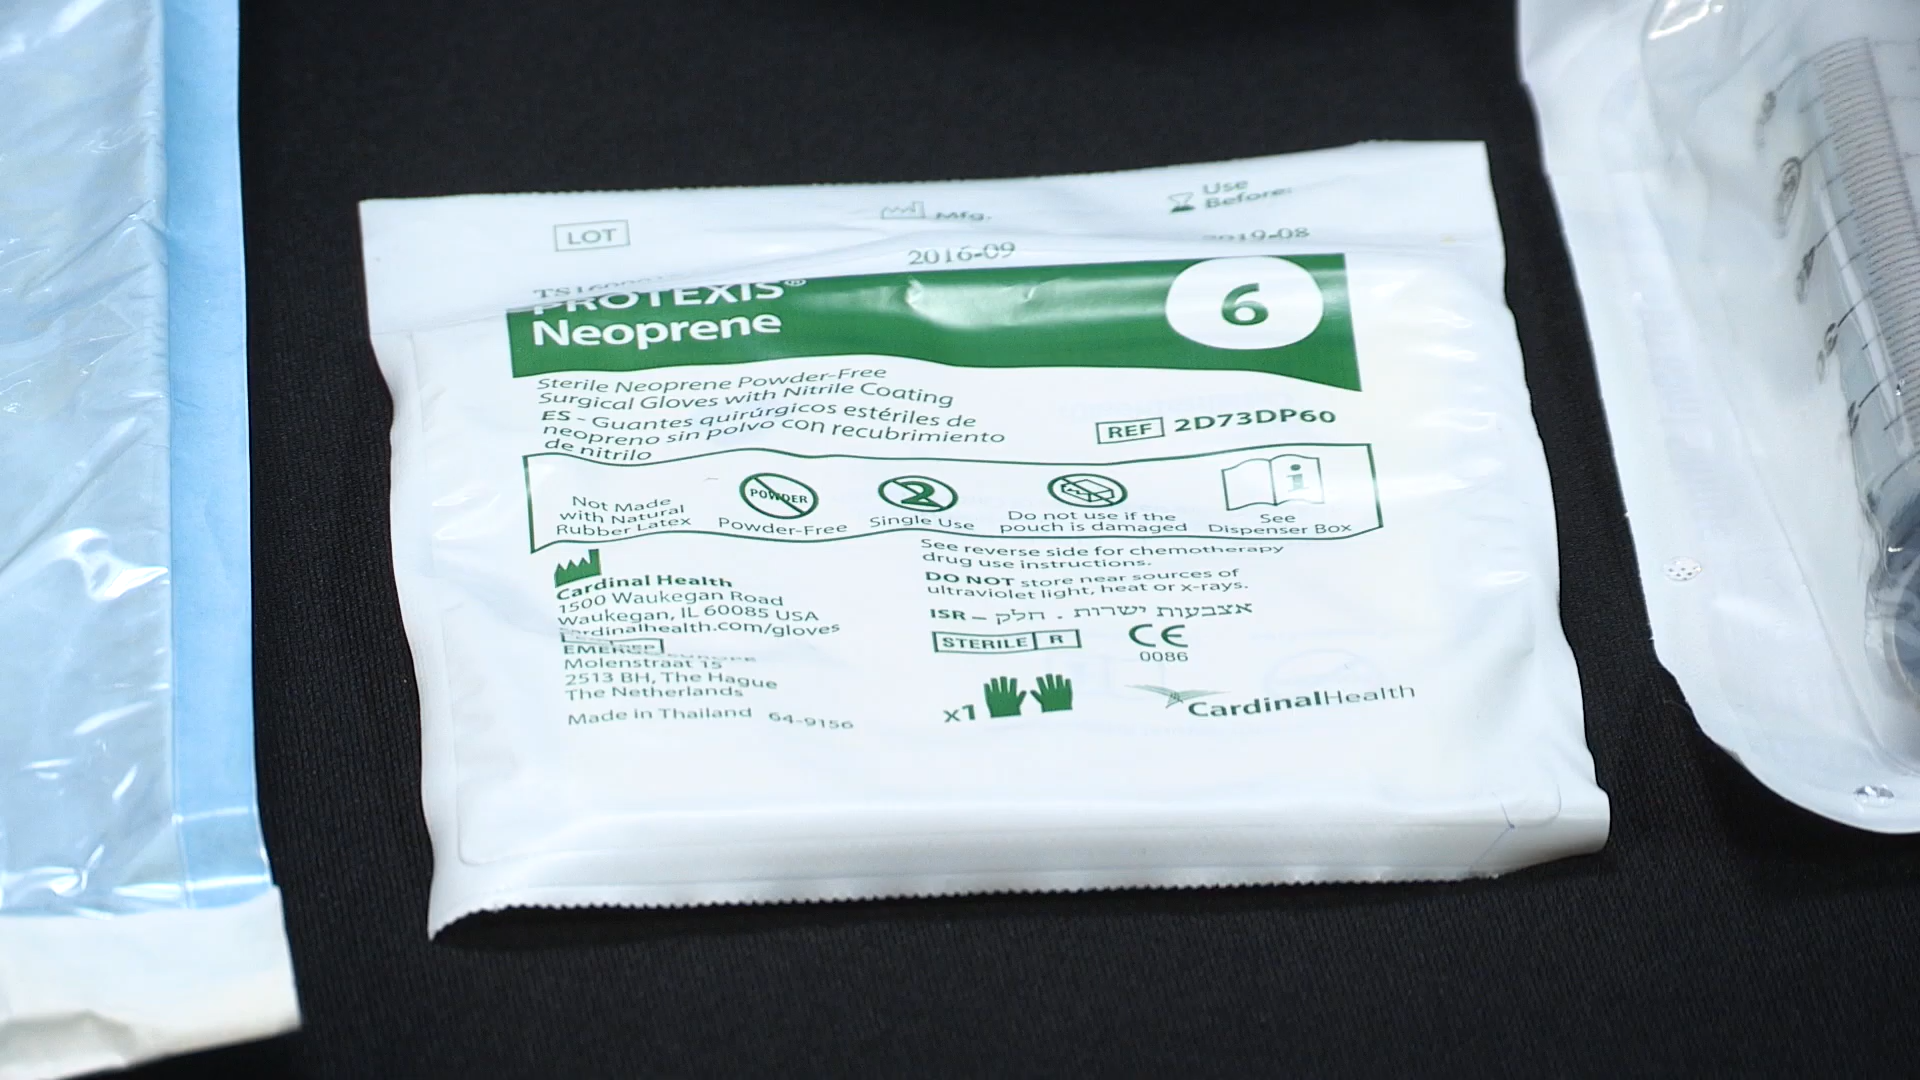 LOT
Mfg.
Use
Before:
2016-09
PROTEXIS®
Neoprene
6
Sterile Neoprene Powder-Free
Surgical Gloves with Nitrile Coating
ES - Guantes quirúrgicos estériles de
neopreno sin polvo con recubrimiento
de nitrilo
REF 2D73DP60
Not Made
with Natural
Rubber Latex
POWDER
Powder-Free
2
Single Use
Do not use if the
pouch is damaged
i
See
Dispenser Box
Cardinal Health
1500 Waukegan Road
Waukegan, IL 60085 USA
cardinalhealth.com/gloves
Molenstraat 15
2513 BH, The Hague
The Netherlands
Made in Thailand 64-9156
See reverse side for chemotherapy
drug use instructions.
DO NOT store near sources of
ultraviolet light, heat or x-rays.
ISR – אצבעות ישרות . חלק
STERILE R
CE
0086
x1
CardinalHealth